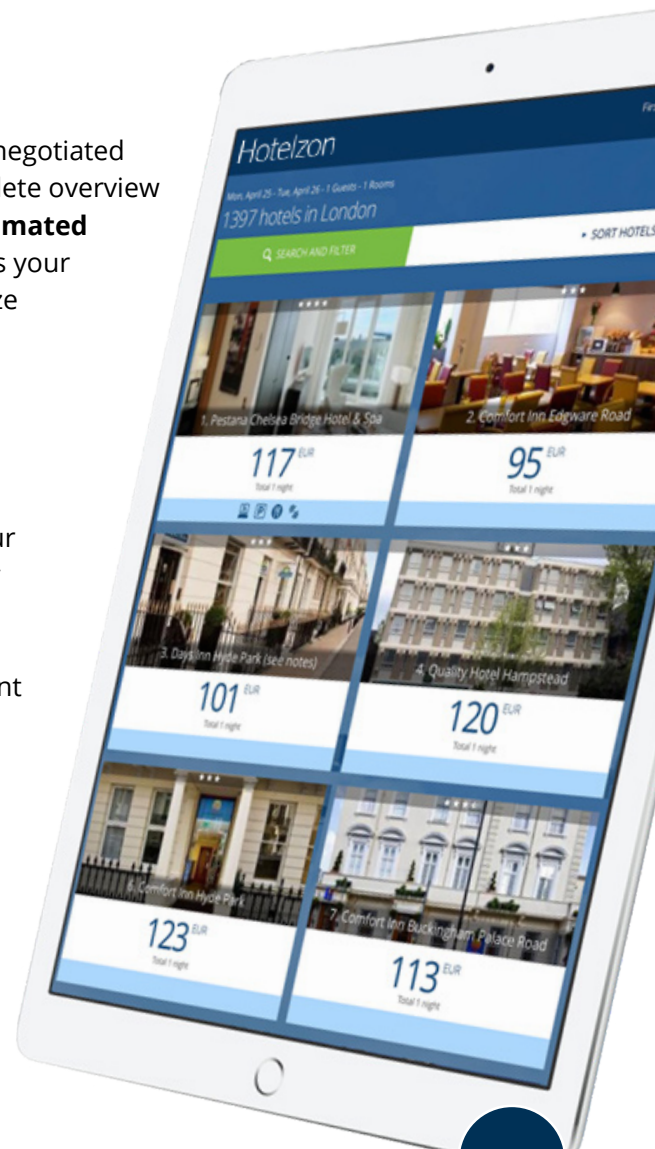 negotiated
lete overview
mated
s your
ze
ur
nt
Hotelzon
Mon, April 25 - Tue, April 26 - 1 Guests - 1 Rooms
1397 hotels in London
SEARCH AND FILTER
SORT HOTELS
1. Pestana Chelsea Bridge Hotel & Spa
117 EUR
Total 1 night
2. Comfort Inn Edgware Road
95 EUR
Total 1 night
3. Days Inn Hyde Park (see notes)
101 EUR
Total 1 night
4. Quality Hotel Hampstead
120 EUR
Total 1 night
6. Comfort Inn Hyde Park
123 EUR
Total 1 night
7. Comfort Inn Buckingham Palace Road
113 EUR
Total 1 night